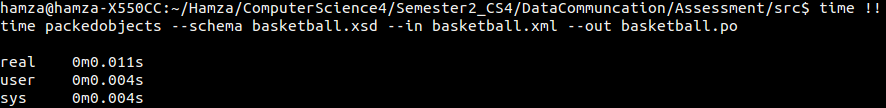 hamza@hamza-X550CC:~/Hamza/ComputerScience4/Semester2_CS4/DataCommuncation/Assessment/src$ time !!
time packedobjects --schema basketball.xsd --in basketball.xml --out basketball.po
real 0m0.011s
user 0m0.004s
sys 0m0.004s